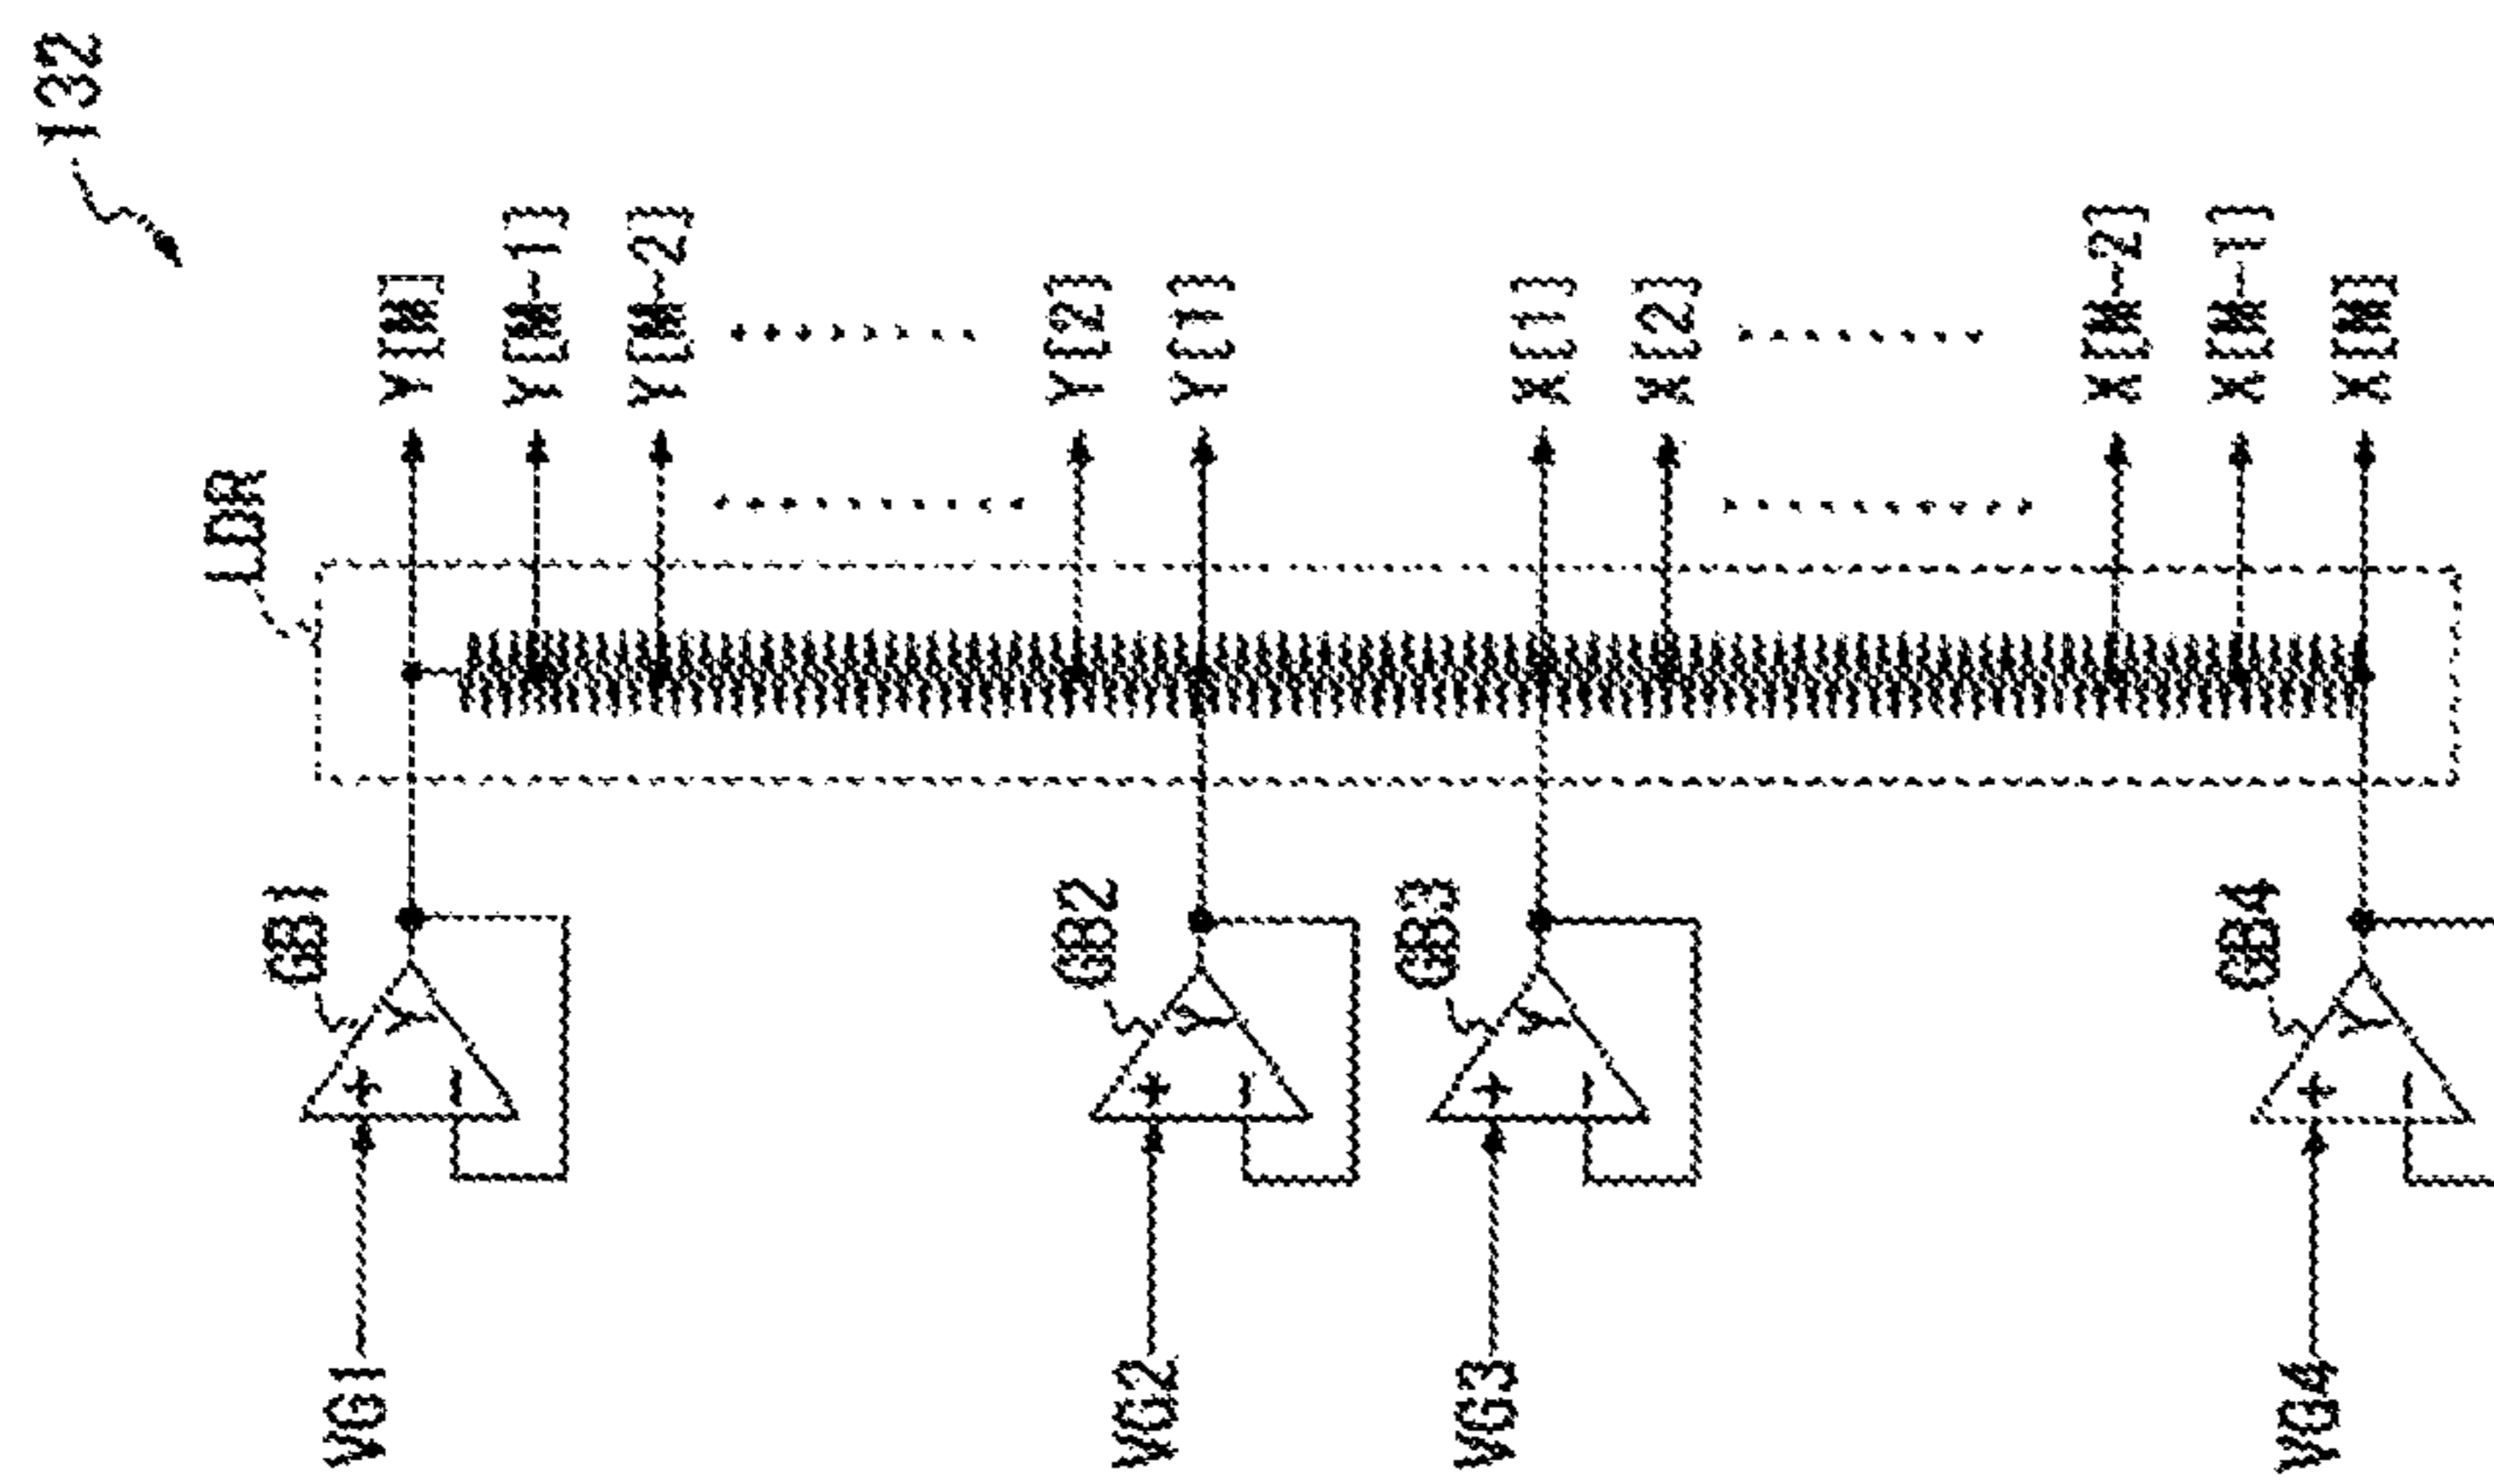 132
LDR
GB1
Y[M]
VG1
+
Y
-
Y[M-1]
Y[M-2]
Y[2]
GB2
Y[1]
VG2
+
Y
-
GB3
X[1]
VG3
+
Y
-
X[2]
X[M-2]
GB4
X[M-1]
VG4
+
Y
-
X[M]